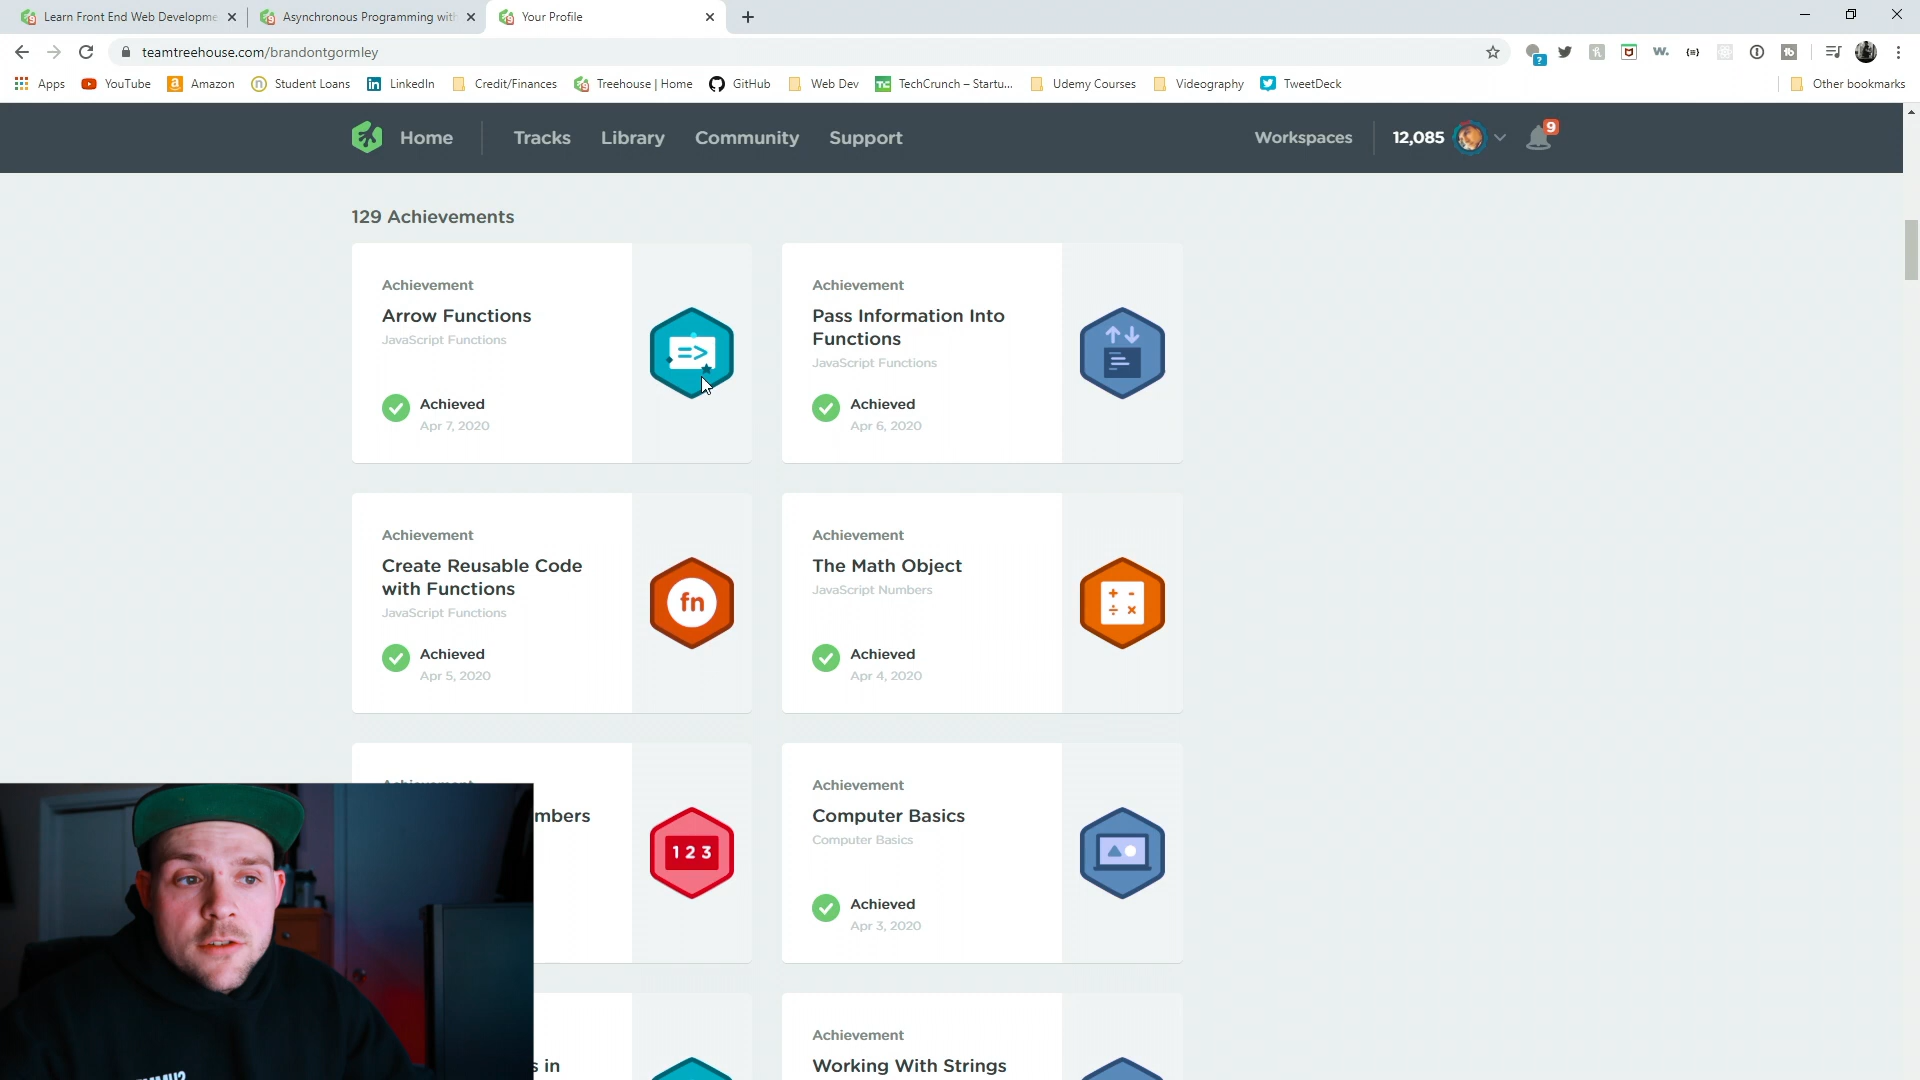 Learn Front End Web Developme
Asynchronous Programming with
Your Profile
teamtreehouse.com/brandontgormley
Apps
YouTube
Amazon
Student Loans
LinkedIn
Credit/Finances
Treehouse | Home
GitHub
Web Dev
TechCrunch – Startu...
Udemy Courses
Videography
TweetDeck
Other bookmarks
Home
Tracks
Library
Community
Support
Workspaces
12,085
9
129 Achievements
Achievement
Arrow Functions
JavaScript Functions
=>
Achieved
Apr 7, 2020
Achievement
Pass Information Into
Functions
JavaScript Functions
Achieved
Apr 6, 2020
Achievement
Create Reusable Code
with Functions
JavaScript Functions
fn
Achieved
Apr 5, 2020
Achievement
The Math Object
JavaScript Numbers
+ -
÷ ×
Achieved
Apr 4, 2020
mbers
1 2 3
Achievement
Computer Basics
Computer Basics
Achieved
Apr 3, 2020
s in
Achievement
Working With Strings